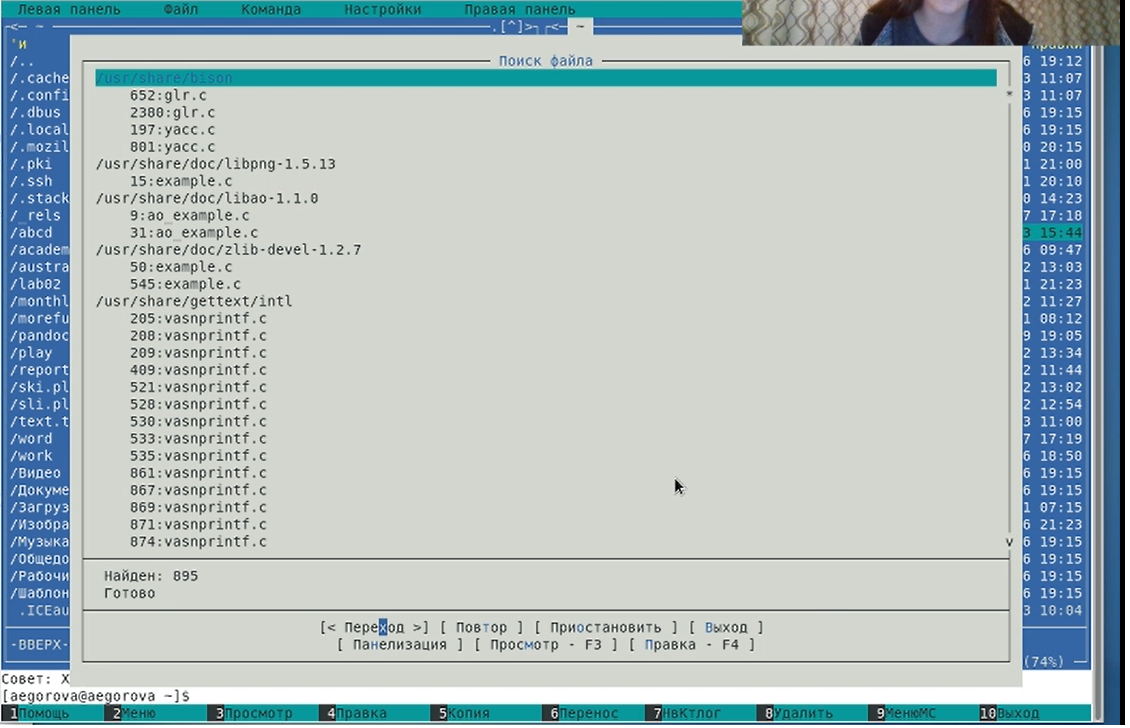 Левая панель Файл Команда Настройки Правая панель
<— ~ .[^]> <— ~
'и
Поиск файла
/.. /usr/share/bison 6 19:12
/.cache 3 11:07
/.confi 652:glr.c 3 11:07
/.dbus 2380:glr.c 6 19:15
/.local 197:yacc.c 6 19:15
/.mozil 801:yacc.c 0 20:15
/.pki /usr/share/doc/libpng-1.5.13 1 21:00
/.ssh 15:example.c 1 20:10
/.stack /usr/share/doc/libao-1.1.0 0 14:23
/_rels 9:ao_example.c 7 17:18
/abcd 31:ao_example.c 3 15:44
/academ /usr/share/doc/zlib-devel-1.2.7 6 09:47
/austra 50:example.c 2 13:03
/lab02 545:example.c 1 21:23
/monthl /usr/share/gettext/intl 2 11:27
/morefu 205:vasnprintf.c 1 08:12
/pandoc 208:vasnprintf.c 9 19:05
/play 209:vasnprintf.c 2 13:34
/report 409:vasnprintf.c 2 11:44
/ski.pl 521:vasnprintf.c 2 13:02
/sli.pl 528:vasnprintf.c 2 12:54
/text.t 530:vasnprintf.c 3 11:00
/word 533:vasnprintf.c 7 17:19
/work 535:vasnprintf.c 6 18:50
/Видео 861:vasnprintf.c 6 19:15
/Докуме 867:vasnprintf.c 6 19:15
/Загруз 869:vasnprintf.c 1 07:15
/Изобра 871:vasnprintf.c 6 21:23
/Музыка 874:vasnprintf.c 6 19:15
/Общедо 6 19:15
/Рабочи Найден: 895 6 19:15
/Шаблон Готово 6 19:15
.ICEau 3 10:04
[< Переход >] [ Повтор ] [ Приостановить ] [ Выход ]
-ВВЕРХ- [ Панелизация ] [ Просмотр - F3 ] [ Правка - F4 ]
(74%)
Совет: Х
[aegorova@aegorova ~]$
1Помощь 2Меню 3Просмотр 4Правка 5Копия 6Перенос 7НвКтлог 8Удалить 9МенюМС 10Выход